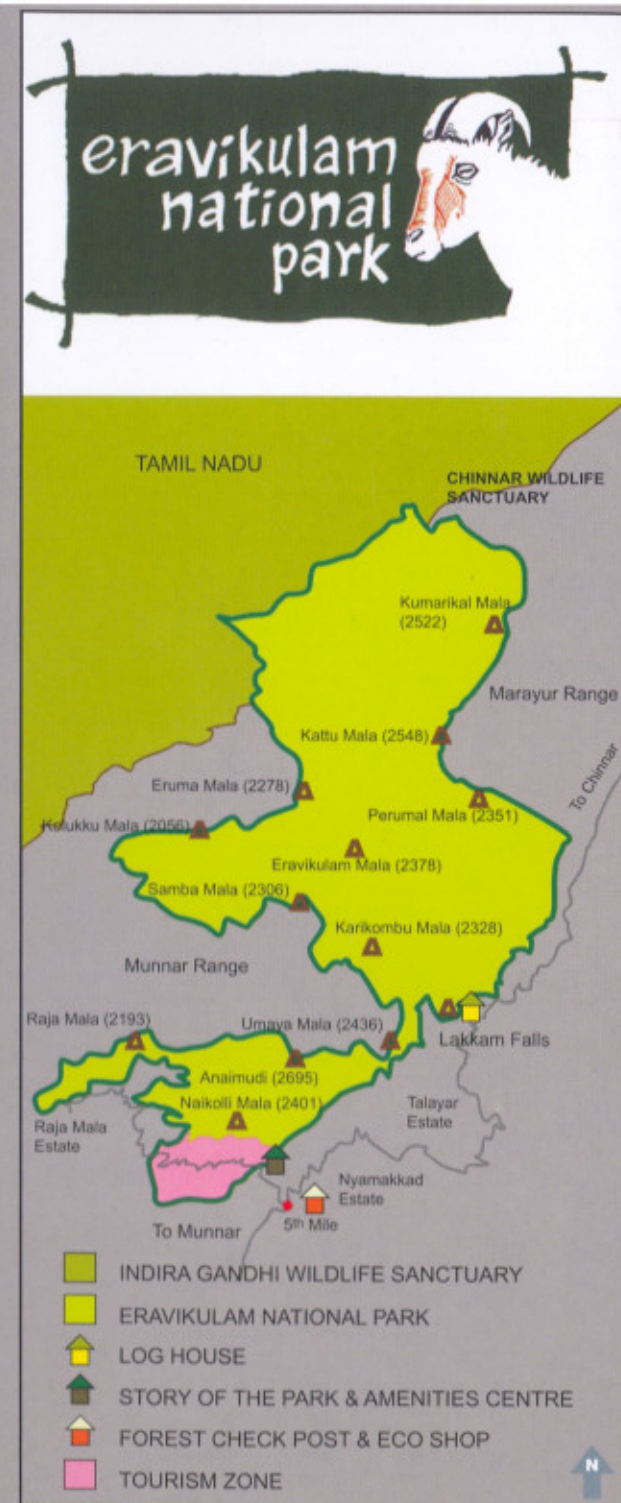 eravikulam
national
park
TAMIL NADU
CHINNAR WILDLIFE
SANCTUARY
Kumarikal Mala
(2522)
Marayur Range
Kattu Mala (2548)
To Chinnar
Eruma Mala (2278)
Perumal Mala (2351)
Kolukku Mala (2056)
Eravikulam Mala (2378)
Samba Mala (2306)
Karikombu Mala (2328)
Munnar Range
Raja Mala (2193)
Umaya Mala (2436)
Lakkam Falls
Anaimudi (2695)
Naikolli Mala (2401)
Talayar
Estate
Raja Mala
Estate
Nyamakkad
Estate
5th Mile
To Munnar
INDIRA GANDHI WILDLIFE SANCTUARY
ERAVIKULAM NATIONAL PARK
LOG HOUSE
STORY OF THE PARK & AMENITIES CENTRE
FOREST CHECK POST & ECO SHOP
TOURISM ZONE
N